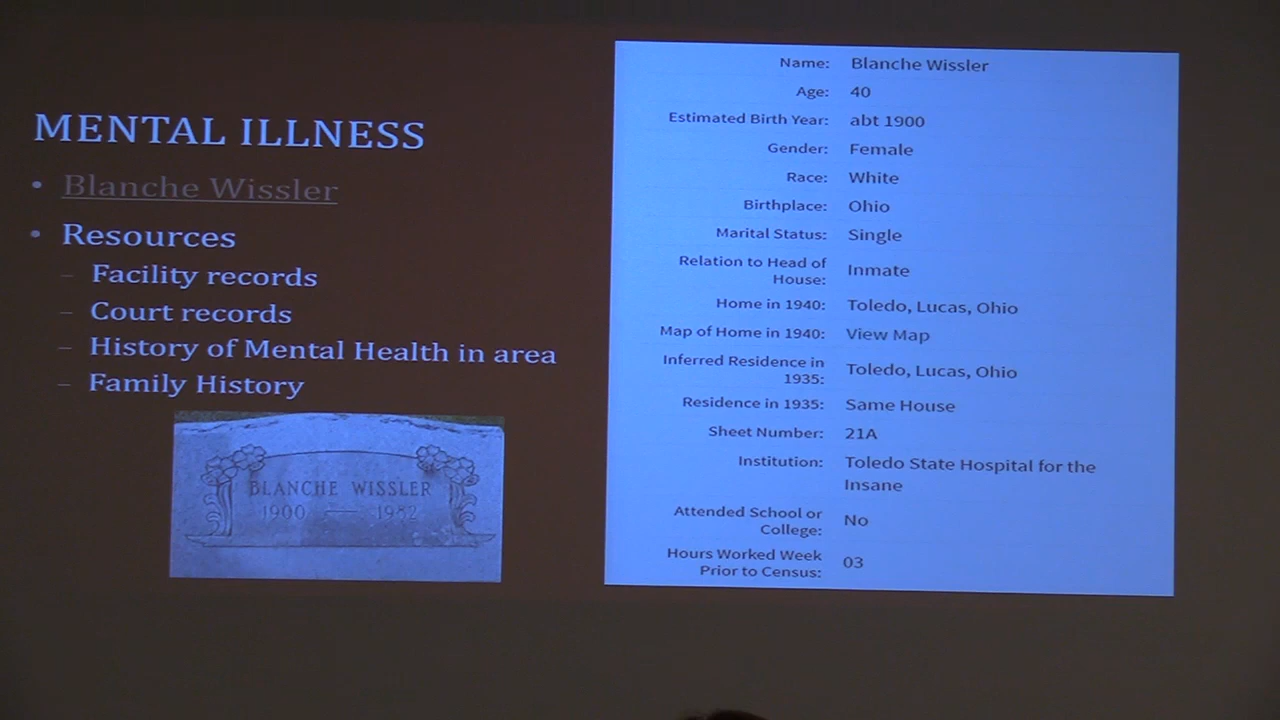 MENTAL ILLNESS
• Blanche Wissler
• Resources
– Facility records
– Court records
– History of Mental Health in area
– Family History
BLANCHE WISSLER
1900 — 1982
Name: Blanche Wissler
Age: 40
Estimated Birth Year: abt 1900
Gender: Female
Race: White
Birthplace: Ohio
Marital Status: Single
Relation to Head of
House: Inmate
Home in 1940: Toledo, Lucas, Ohio
Map of Home in 1940: View Map
Inferred Residence in
1935: Toledo, Lucas, Ohio
Residence in 1935: Same House
Sheet Number: 21A
Institution: Toledo State Hospital for the
Insane
Attended School or
College: No
Hours Worked Week
Prior to Census: 03